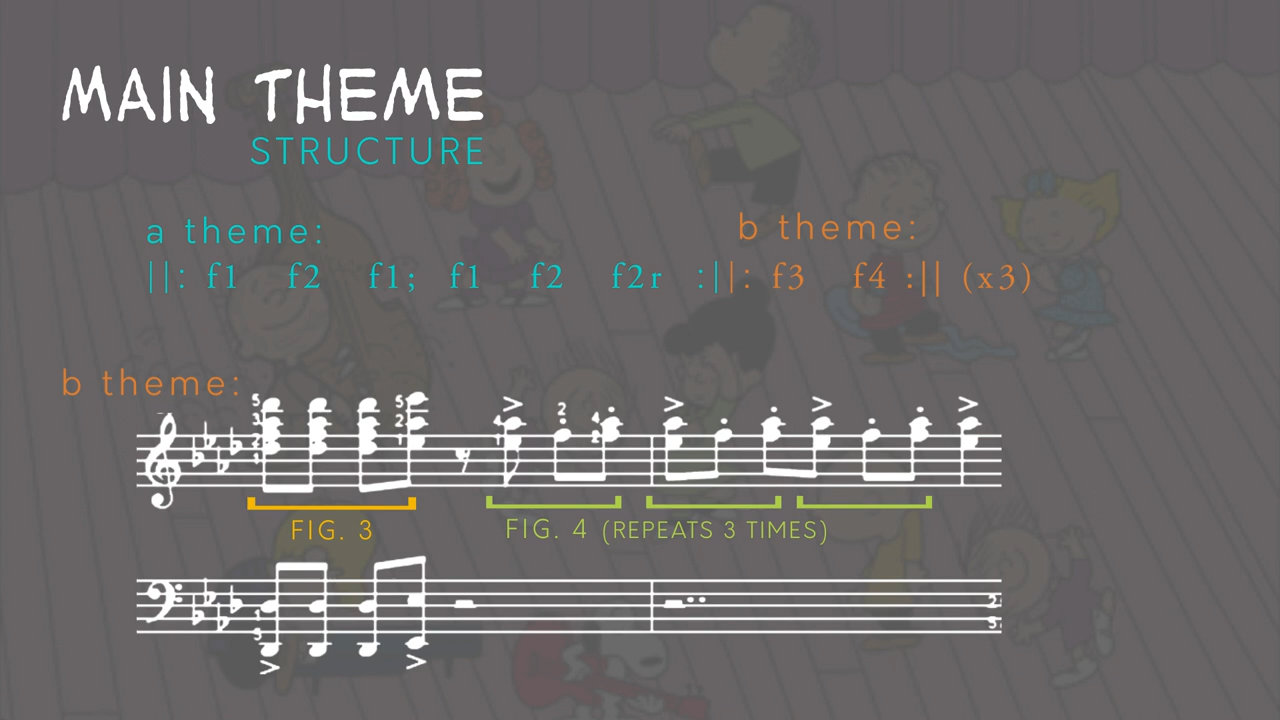 MAIN THEME
STRUCTURE
a theme:
||: f1 f2 f1; f1 f2 f2r :||: f3 f4 :|| (x3)
b theme:
b theme:
FIG. 3
FIG. 4 (REPEATS 3 TIMES)